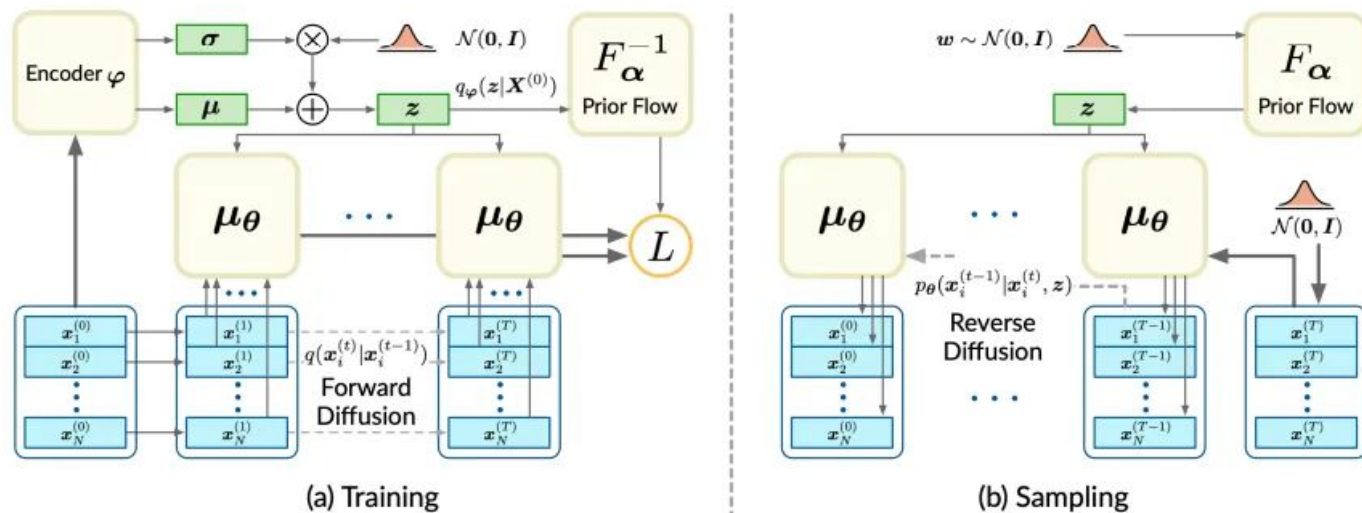 Encoder φ
σ
×
N(0, I)
μ
+
z
q_φ(z|X^(0))
F_α^{-1}
Prior Flow
μ_θ
• • •
μ_θ
L
• • •
• • •
x_1^(0)
x_2^(0)
x_N^(0)
x_1^(1)
x_2^(1)
x_N^(1)
q(x_i^(t)|x_i^(t-1))
Forward
Diffusion
x_1^(T)
x_2^(T)
x_N^(T)
(a) Training
w ∼ N(0, I)
F_α
Prior Flow
z
μ_θ
• • •
μ_θ
N(0, I)
p_θ(x_i^(t-1)|x_i^(t), z)
Reverse
Diffusion
• • •
x_1^(0)
x_2^(0)
x_N^(0)
x_1^(T-1)
x_2^(T-1)
x_N^(T-1)
x_1^(T)
x_2^(T)
x_N^(T)
(b) Sampling